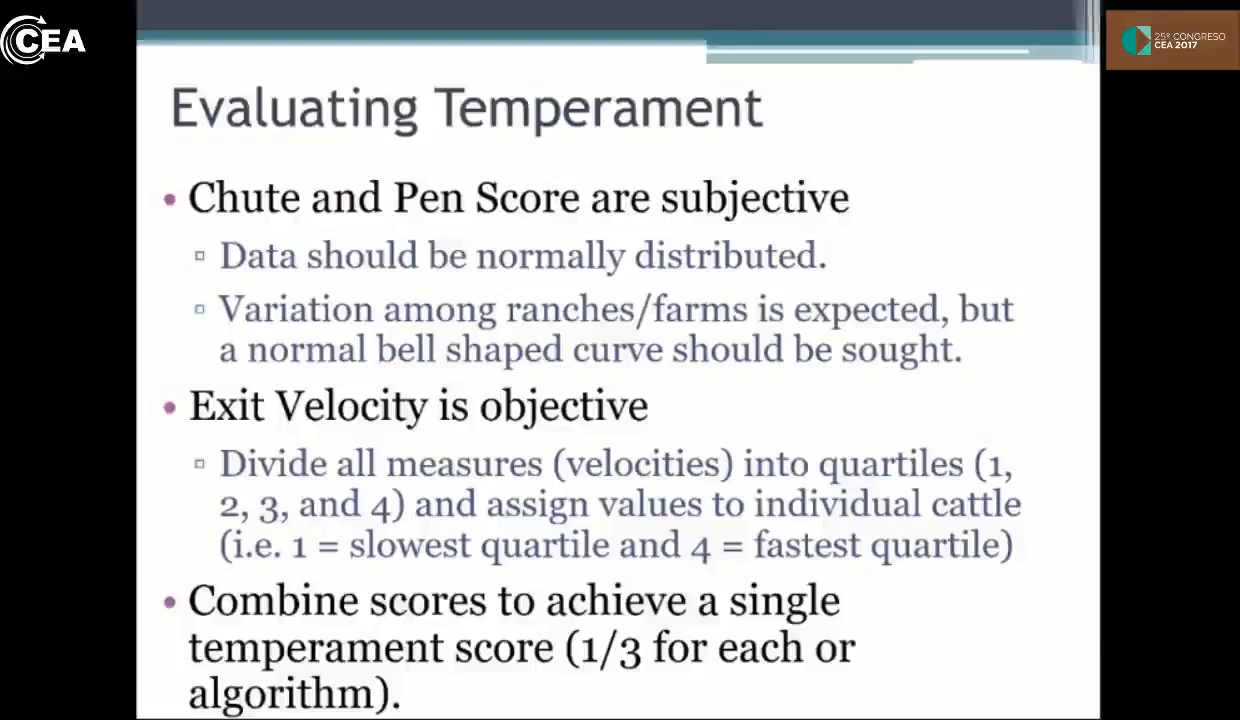 CEA
25º CONGRESO
CEA 2017
Evaluating Temperament
• Chute and Pen Score are subjective
▫ Data should be normally distributed.
▫ Variation among ranches/farms is expected, but
a normal bell shaped curve should be sought.
• Exit Velocity is objective
▫ Divide all measures (velocities) into quartiles (1,
2, 3, and 4) and assign values to individual cattle
(i.e. 1 = slowest quartile and 4 = fastest quartile)
• Combine scores to achieve a single
temperament score (1/3 for each or
algorithm).